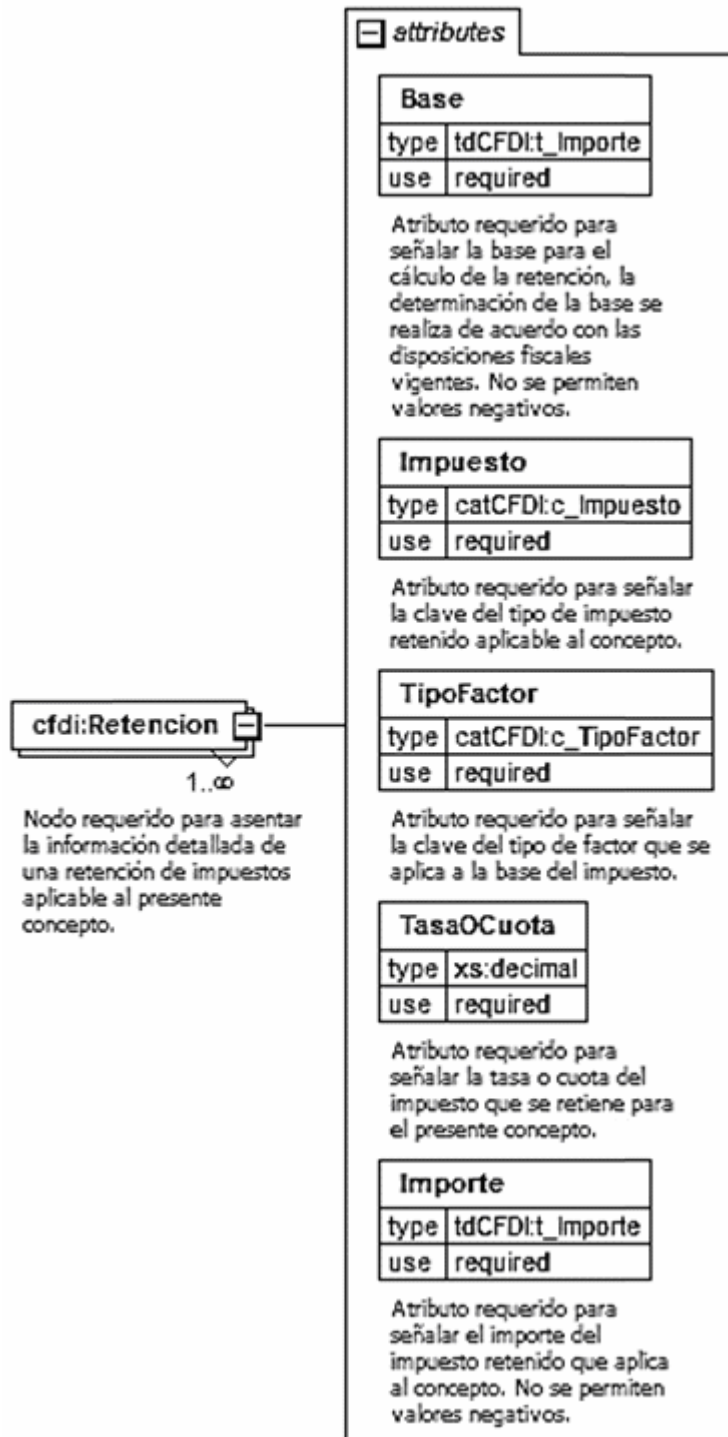 attributes
Base
type tdCFDI:t_Importe
use required
Atributo requerido para
señalar la base para el
cálculo de la retención, la
determinación de la base se
realiza de acuerdo con las
disposiciones fiscales
vigentes. No se permiten
valores negativos.
Impuesto
type catCFDI:c_Impuesto
use required
Atributo requerido para señalar
la clave del tipo de impuesto
retenido aplicable al concepto.
TipoFactor
type catCFDI:c_TipoFactor
use required
Atributo requerido para señalar
la clave del tipo de factor que se
aplica a la base del impuesto.
cfdi:Retencion
1..∞
Nodo requerido para asentar
la información detallada de
una retención de impuestos
aplicable al presente
concepto.
TasaOCuota
type xs:decimal
use required
Atributo requerido para
señalar la tasa o cuota del
impuesto que se retiene para
el presente concepto.
Importe
type tdCFDI:t_Importe
use required
Atributo requerido para
señalar el importe del
impuesto retenido que aplica
al concepto. No se permiten
valores negativos.